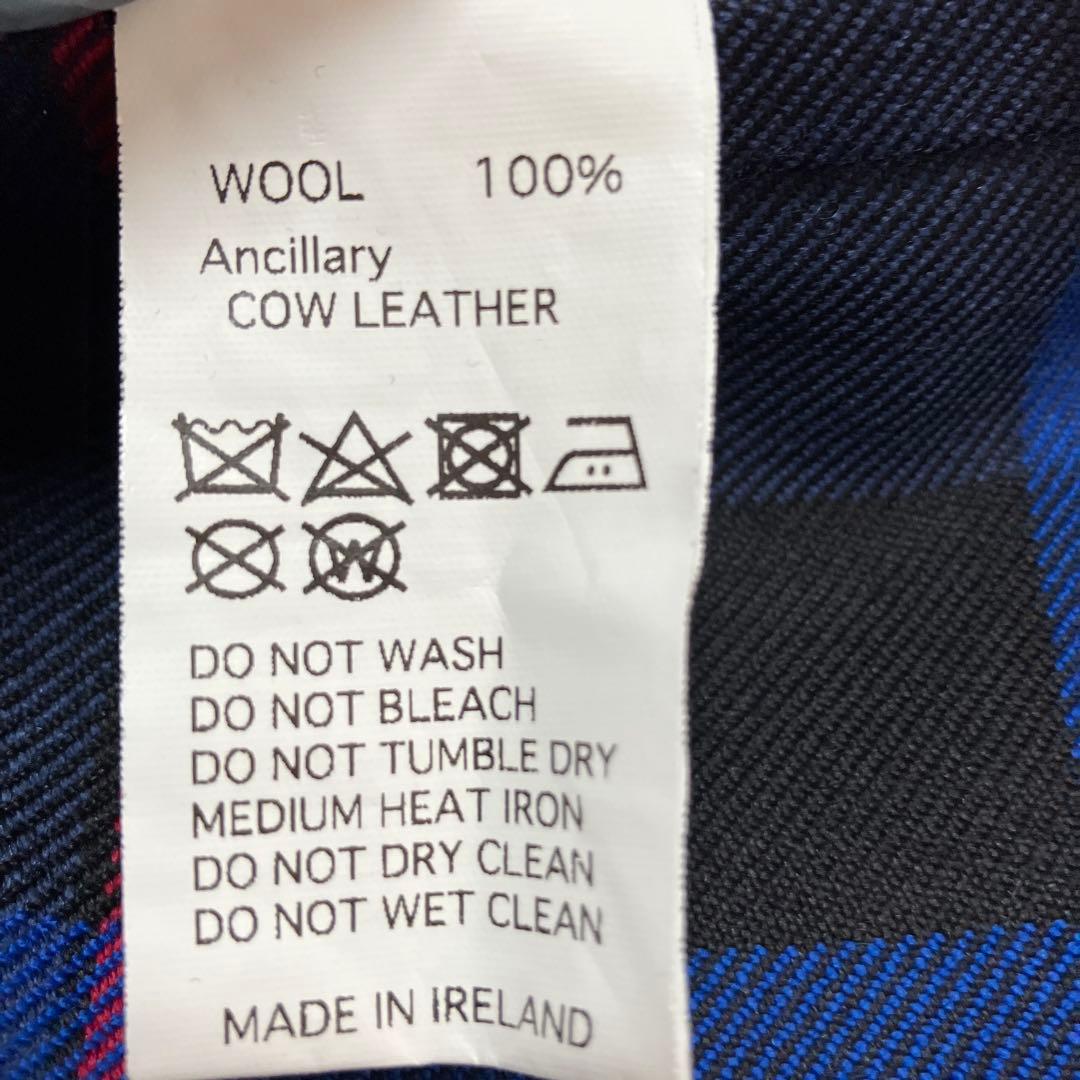 WOOL 100%
Ancillary
COW LEATHER
W
DO NOT WASH
DO NOT BLEACH
DO NOT TUMBLE DRY
MEDIUM HEAT IRON
DO NOT DRY CLEAN
DO NOT WET CLEAN
MADE IN IRELAND